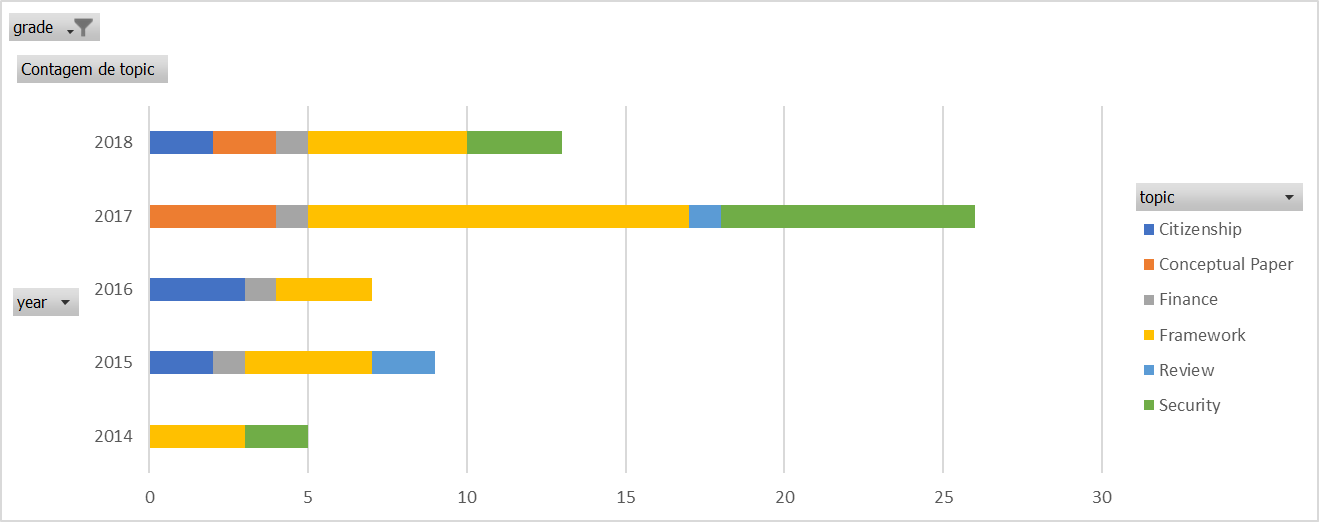 grade
Contagem de topic
2018
2017
2016
2015
2014
year
0 5 10 15 20 25 30
topic
Citizenship
Conceptual Paper
Finance
Framework
Review
Security